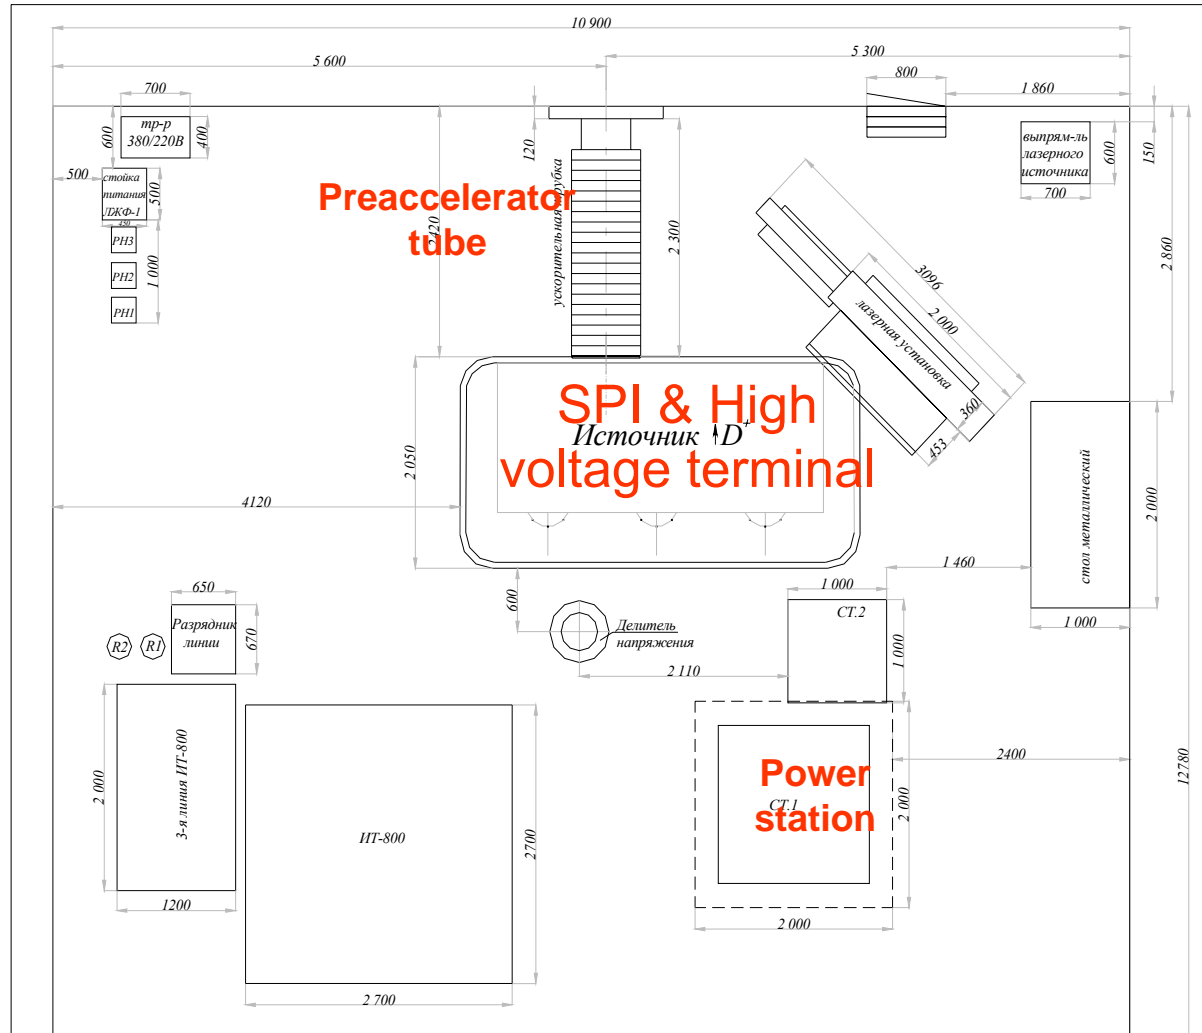 10 900
5 600
5 300
800
1 860
700
тр-р
380/220В
400
600
500
стойка
питания
ЛЖФ-1
450
500
РН3
РН2
РН1
1 000
120
2420
ускорительная трубка
2 300
Preaccelerator
tube
выпрям-ль
лазерного
источника
600
150
700
2 860
3096
2 000
лазерная установка
360
453
SPI & High
Источник ↑D+
voltage terminal
2 050
4120
стол металлический
2 000
1 000
1 460
600
Делитель
напряжения
2 110
1 000
СТ.2
1 000
650
Разрядник
линии
670
R2
R1
3-я линия ИТ-800
2 000
1200
ИТ-800
2700
2 700
Power
СТ.1
station
2 000
2 000
2400
12780